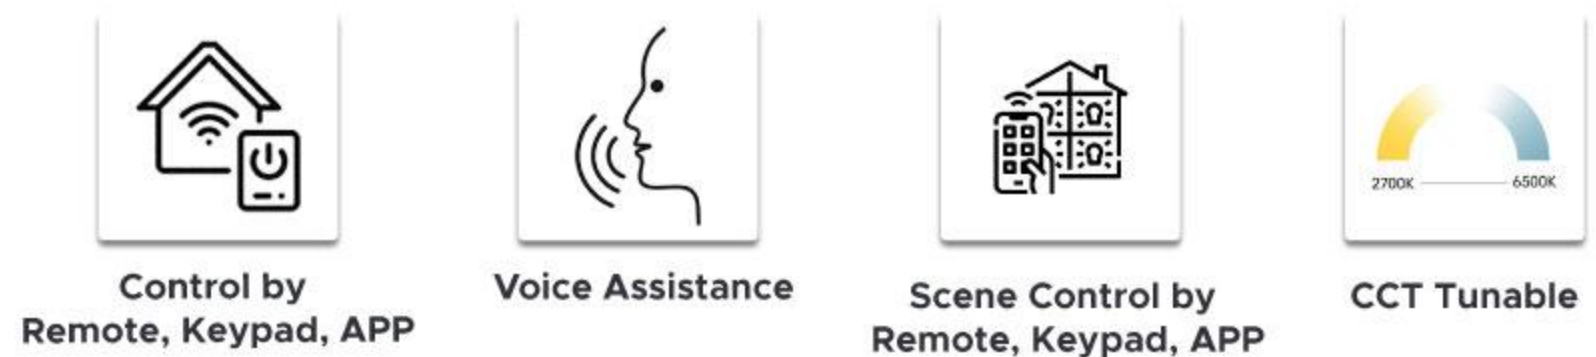 2700K
6500K
Control by
Remote, Keypad, APP
Voice Assistance
Scene Control by
Remote, Keypad, APP
CCT Tunable